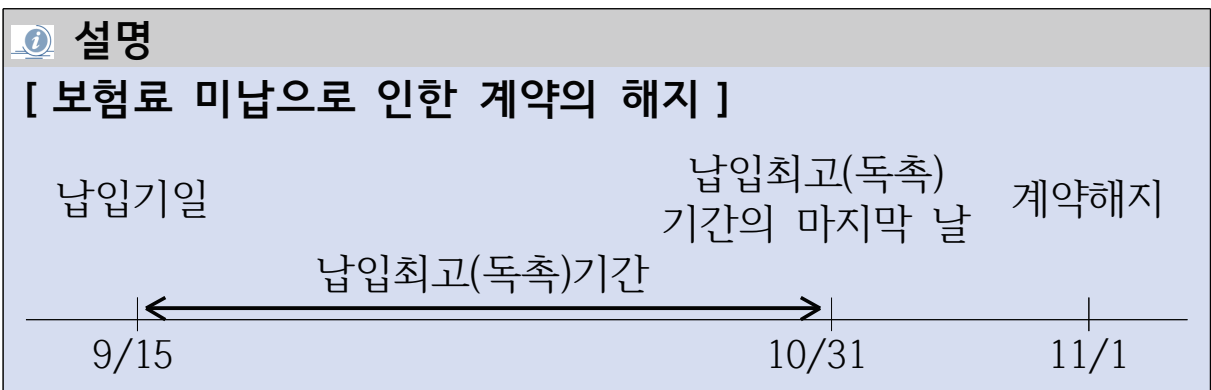 설명
[ 보험료 미납으로 인한 계약의 해지 ]
납입기일
납입최고(독촉)
기간의 마지막 날
계약해지
납입최고(독촉)기간
9/15
10/31
11/1